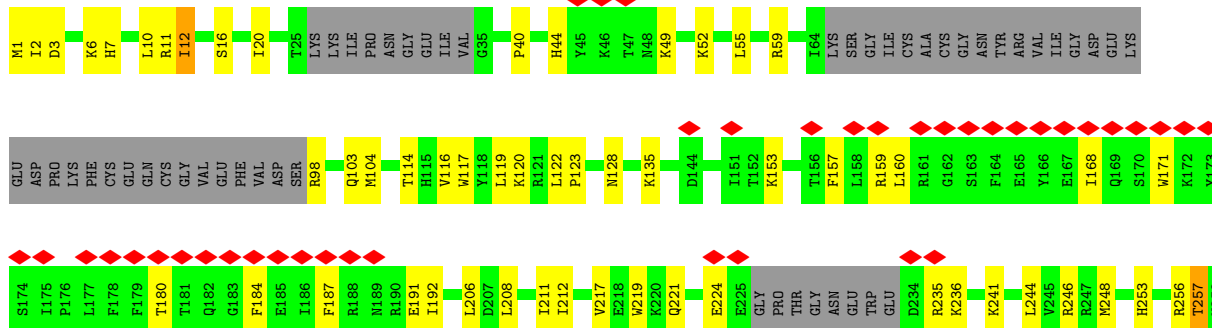 M1 I2 D3 K6 H7 L10 R11 I12 S16 I20 T25 LYS LYS ILE PRO ASN GLY GLU ILE VAL G35 P40 H44 Y45 K46 T47 N48 K49 K52 L55 R59 I64 LYS SER GLY ILE CYS ALA CYS GLY ASN TYR ARG VAL ILE GLY ASP GLU LYS
GLU ASP PRO LYS PHE CYS GLU GLN CYS GLY VAL GLU PHE VAL ASP SER R98 Q103 M104 T114 H115 V116 W117 Y118 L119 K120 R121 L122 P123 N128 K135 D144 I151 T152 K153 T156 F157 L158 R159 L160 R161 G162 S163 F164 E165 Y166 E167 I168 Q169 S170 W171 K172 Y173
S174 I175 P176 L177 F178 F179 T180 T181 Q182 G183 F184 E185 I186 F187 R188 N189 R190 E191 I192 L206 D207 L208 I211 I212 V217 E218 W219 K220 Q221 E224 E225 GLY PRO THR GLY ASN GLU TRP GLU D234 R235 K236 K241 L244 V245 R246 R247 M248 H253 R256 T257